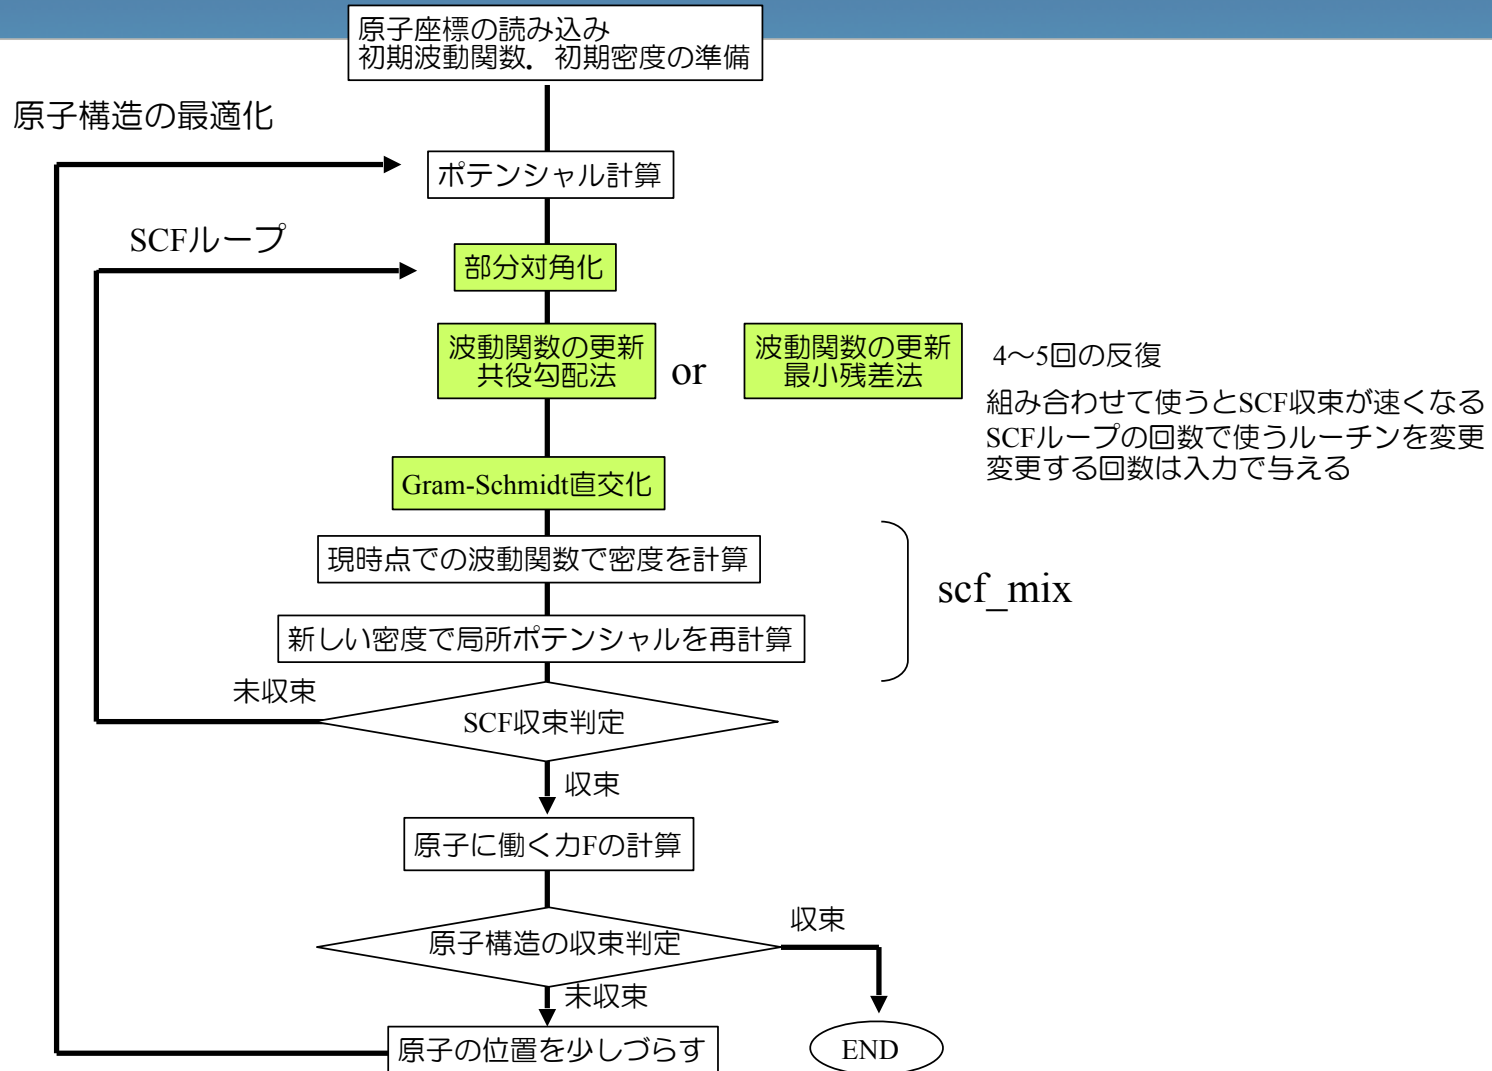 原子座標の読み込み
初期波動関数．初期密度の準備
原子構造の最適化
ポテンシャル計算
SCFループ
部分対角化
波動関数の更新
共役勾配法
or
波動関数の更新
最小残差法
4～5回の反復
組み合わせて使うとSCF収束が速くなる
SCFループの回数で使うルーチンを変更
変更する回数は入力で与える
Gram-Schmidt直交化
現時点での波動関数で密度を計算
scf_mix
新しい密度で局所ポテンシャルを再計算
未収束
SCF収束判定
収束
原子に働く力Fの計算
収束
原子構造の収束判定
未収束
原子の位置を少しづらす
END